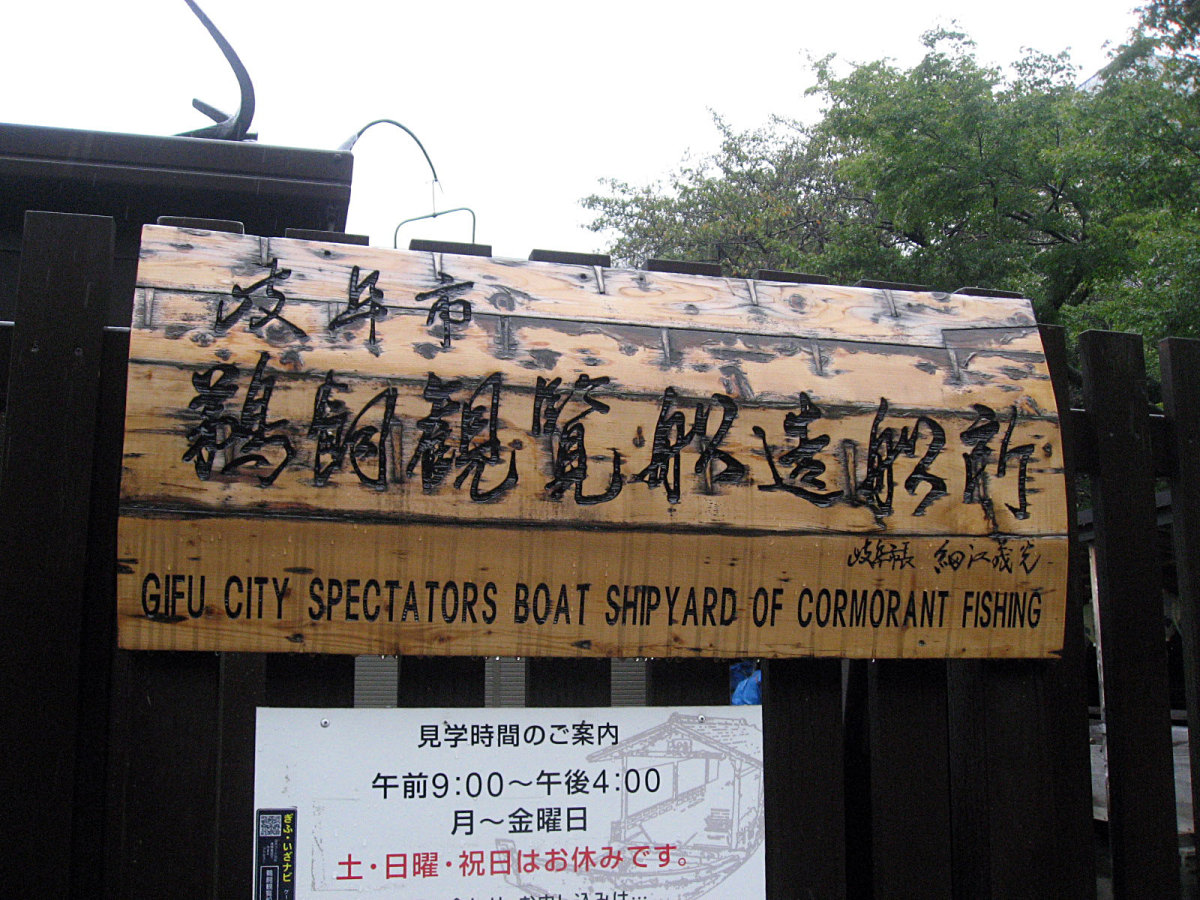 岐阜市
鵜飼観覧船造船所
岐阜市長 細江茂光
GIFU CITY SPECTATORS BOAT SHIPYARD OF CORMORANT FISHING
見学時間のご案内
午前9:00～午後4:00
月～金曜日
土・日曜・祝日はお休みです。
ぎふ・いざナビ